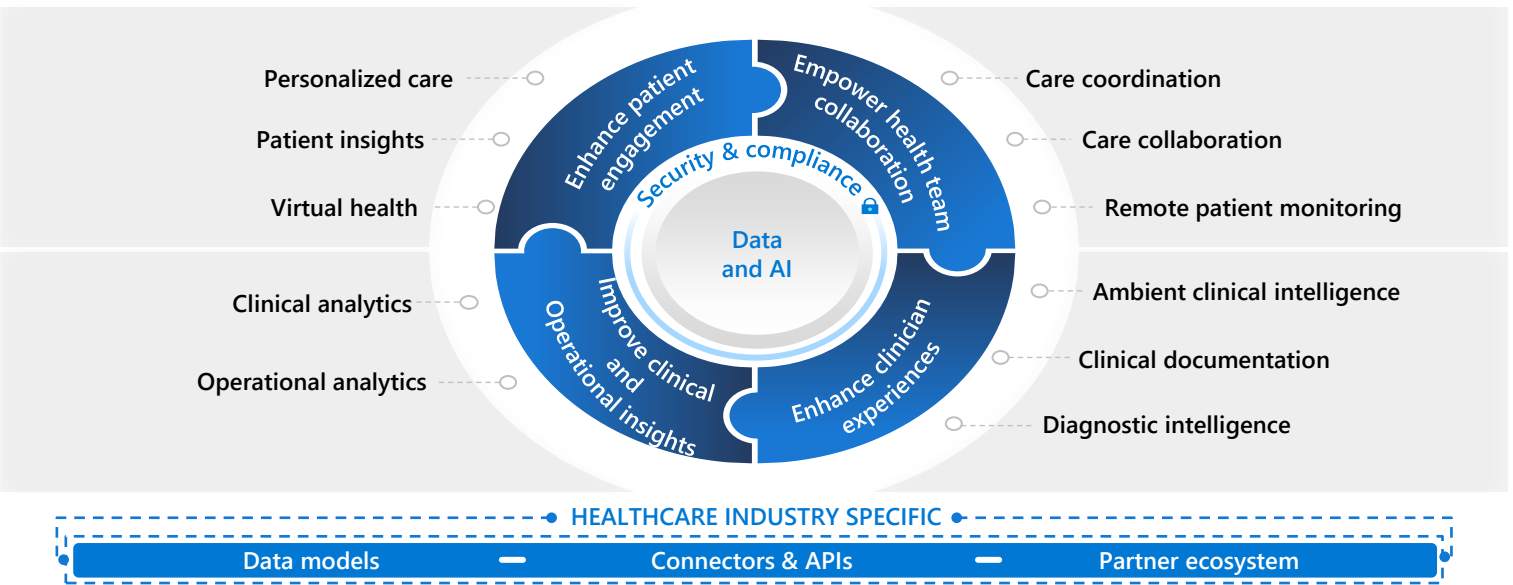 Personalized care
Patient insights
Virtual health
Enhance patient
engagement
Empower health team
collaboration
Care coordination
Care collaboration
Remote patient monitoring
Security & compliance
Data
and AI
Clinical analytics
Operational analytics
Improve clinical
and
Operational insights
Enhance clinician
experiences
Ambient clinical intelligence
Clinical documentation
Diagnostic intelligence
HEALTHCARE INDUSTRY SPECIFIC
Data models
Connectors & APIs
Partner ecosystem